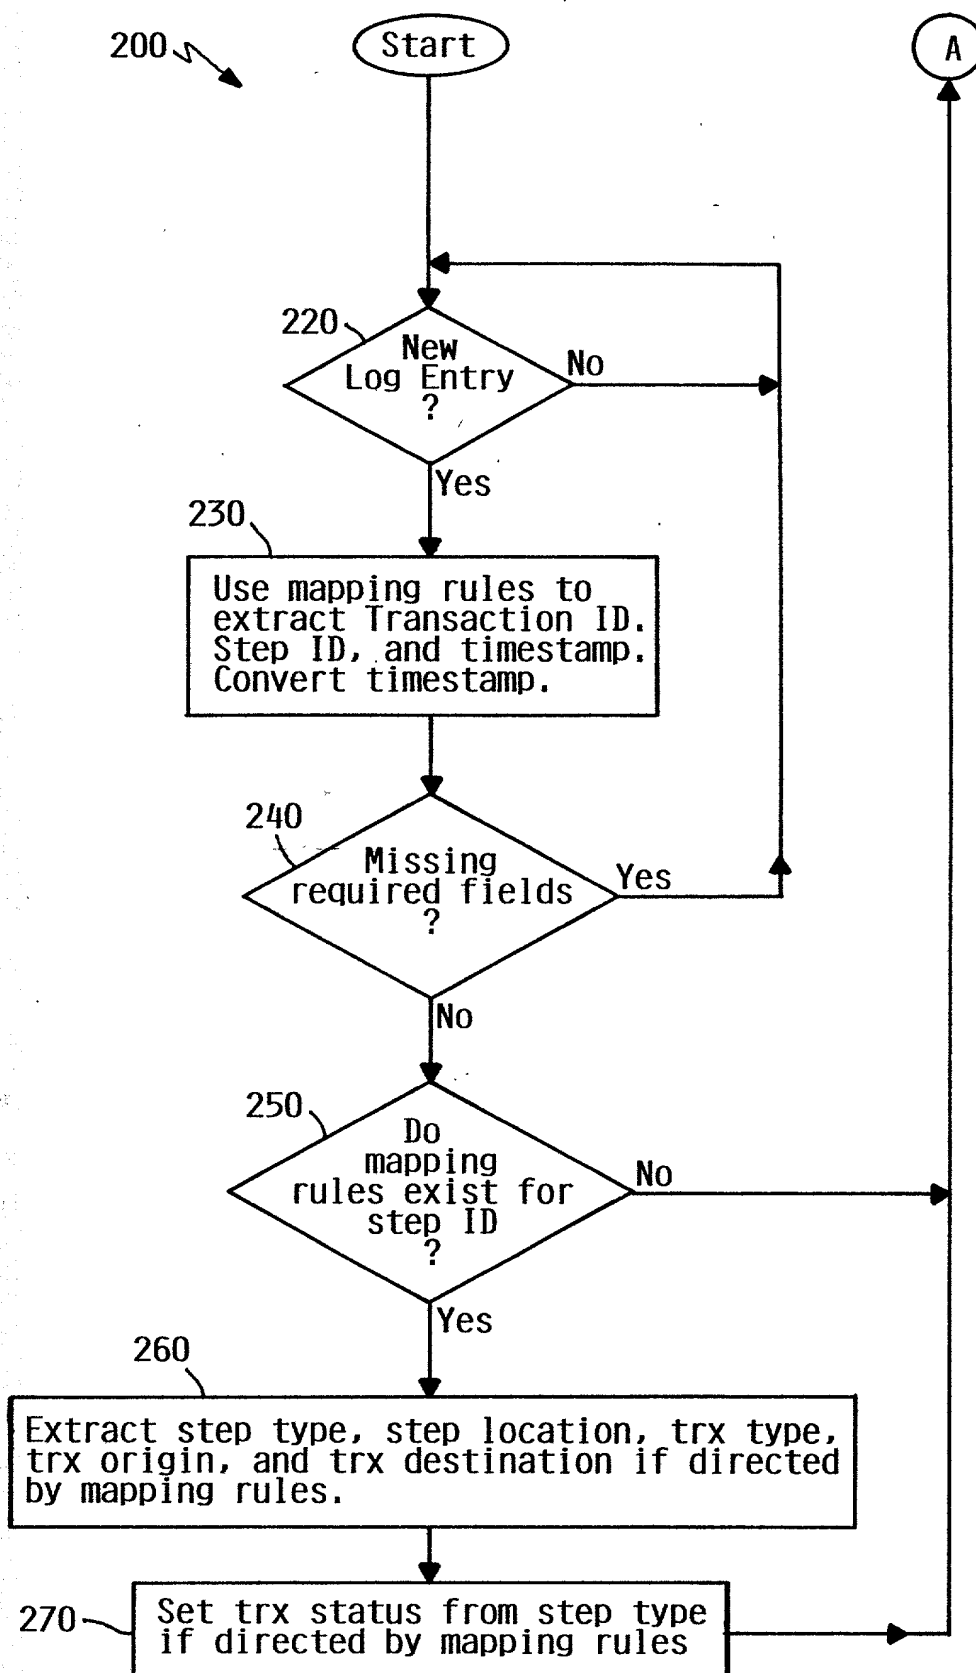 200
Start
A
220
New
Log Entry
?
No
Yes
230
Use mapping rules to
extract Transaction ID.
Step ID, and timestamp.
Convert timestamp.
240
Missing
required fields
?
Yes
No
250
Do
mapping
rules exist for
step ID
?
No
Yes
260
Extract step type, step location, trx type,
trx origin, and trx destination if directed
by mapping rules.
270
Set trx status from step type
if directed by mapping rules